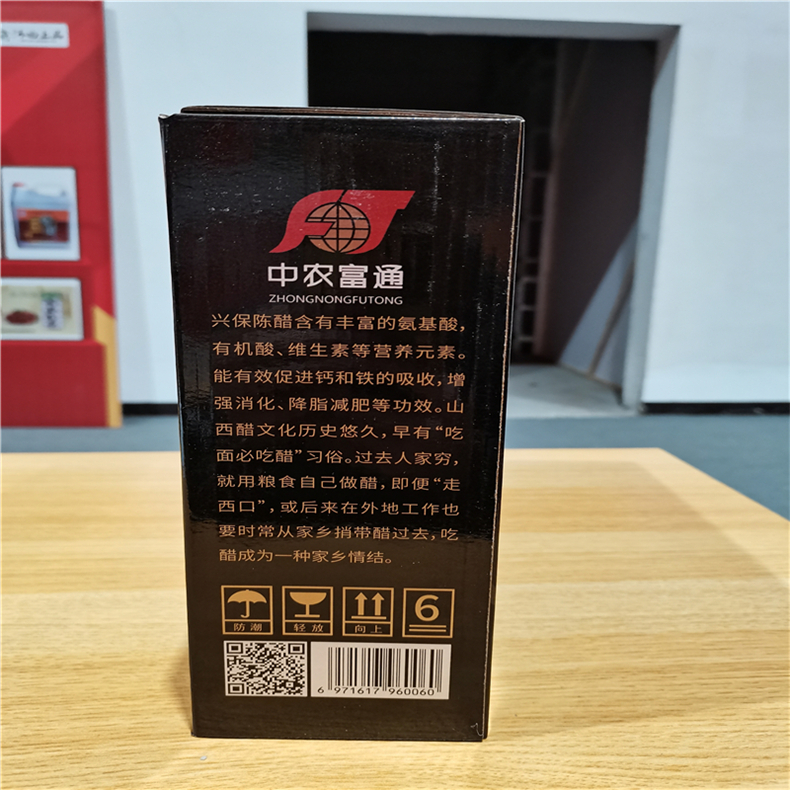 中农富通
ZHONGNONGFUTONG
兴保陈醋含有丰富的氨基酸,
有机酸、维生素等营养元素。
能有效促进钙和铁的吸收,增
强消化、降脂减肥等功效。山
西醋文化历史悠久,早有“吃
面必吃醋”习俗。过去人家穷,
就用粮食自己做醋,即便“走
西口”,或后来在外地工作也
要时常从家乡捎带醋过去,吃
醋成为一种家乡情结。
防潮 轻放 向上 6
6 971617 960060